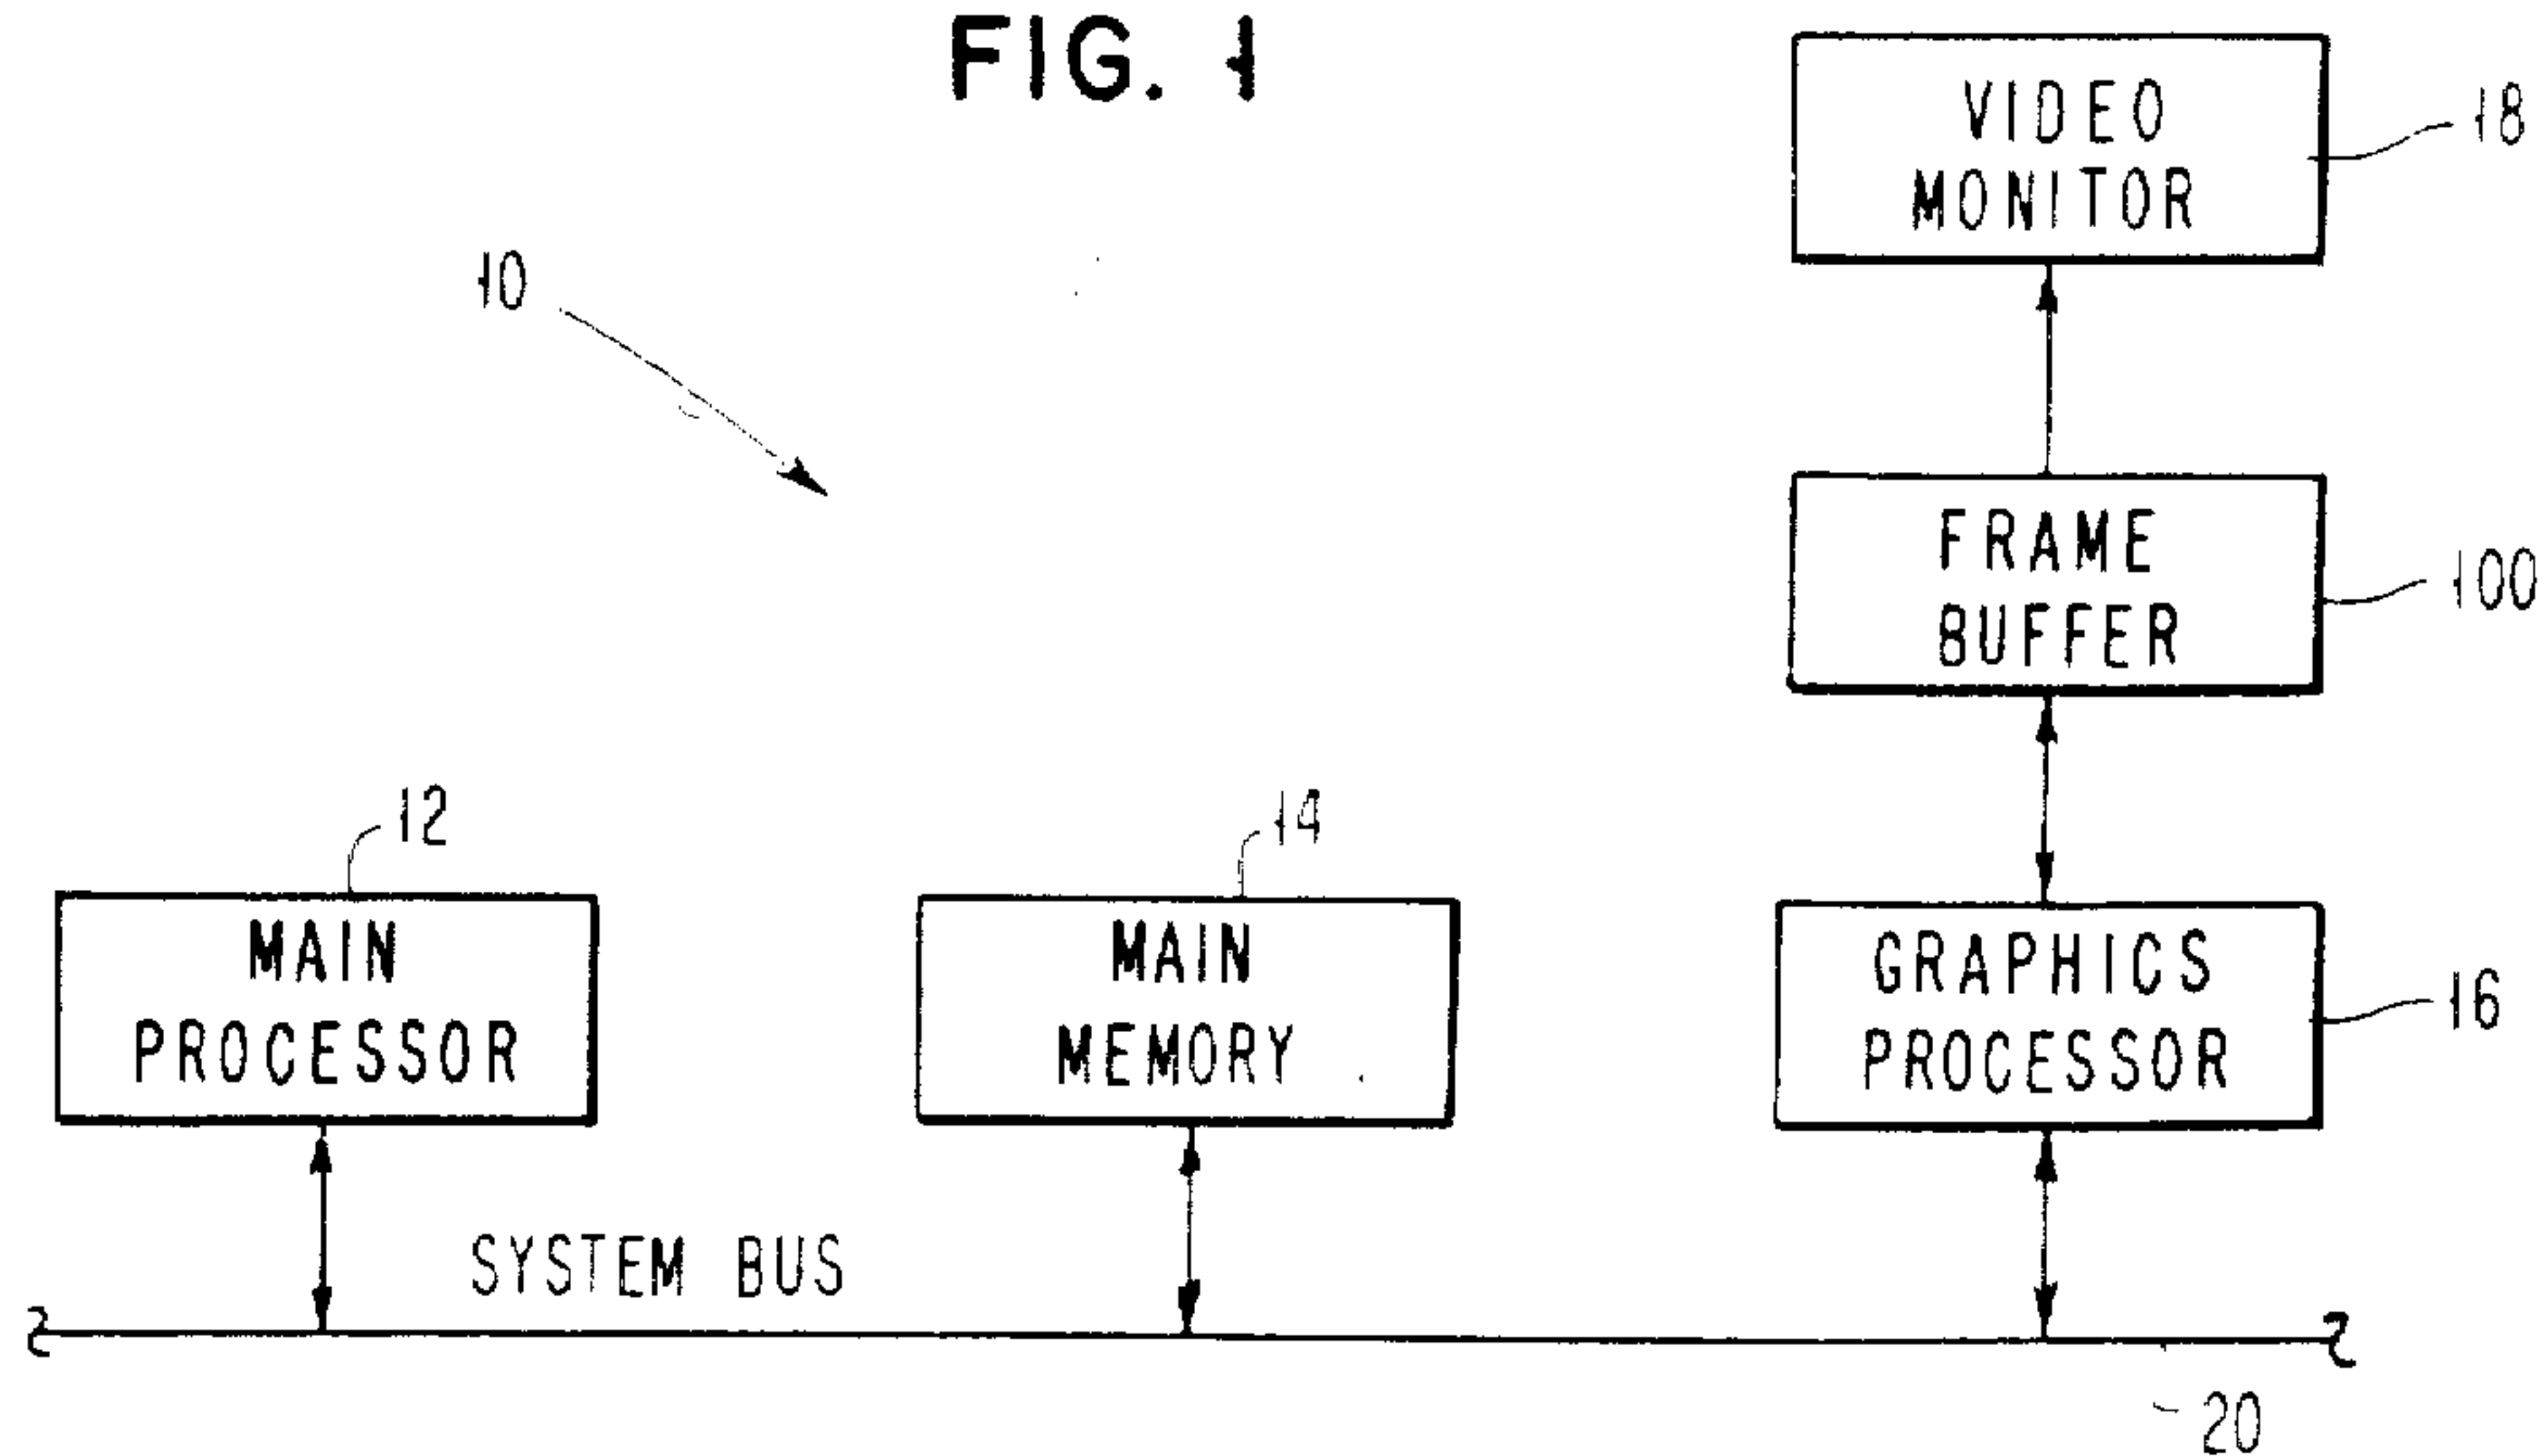 FIG. 1
VIDEO
MONITOR
18
10
FRAME
BUFFER
100
12
14
MAIN
PROCESSOR
MAIN
MEMORY
GRAPHICS
PROCESSOR
16
SYSTEM BUS
20